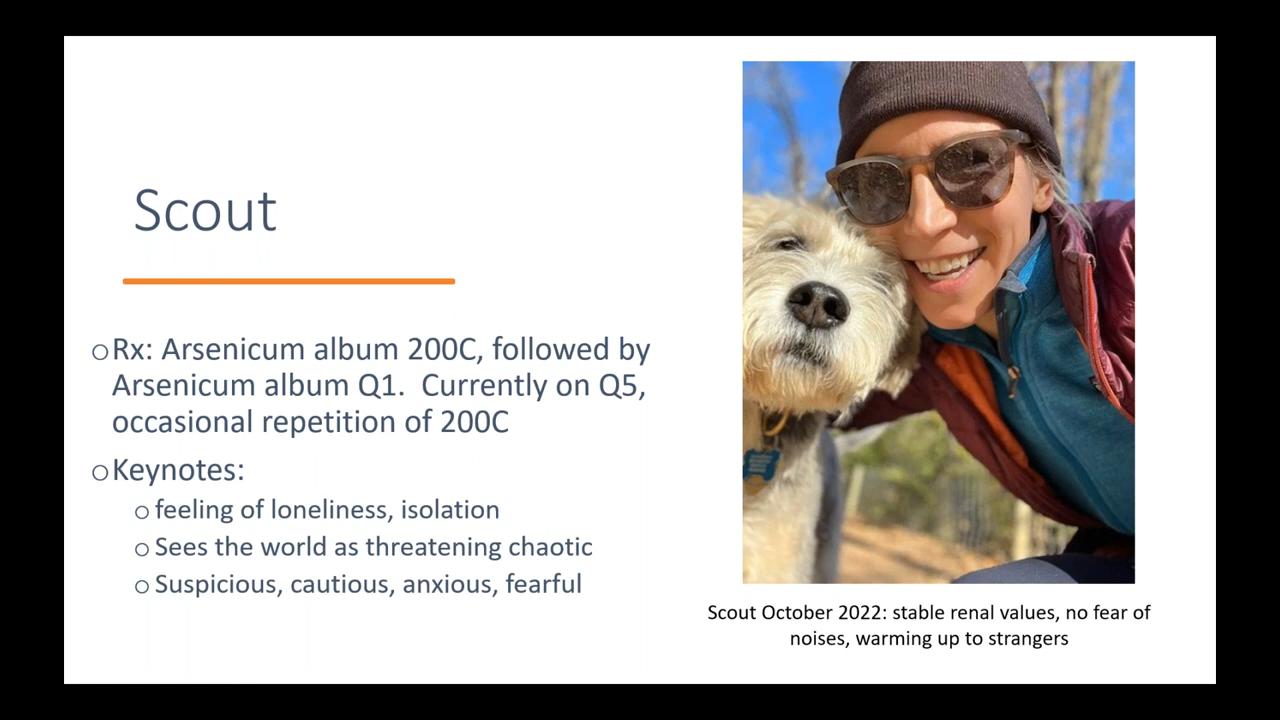 Scout
Rx: Arsenicum album 200C, followed by
Arsenicum album Q1. Currently on Q5,
occasional repetition of 200C
Keynotes:
feeling of loneliness, isolation
Sees the world as threatening chaotic
Suspicious, cautious, anxious, fearful
Scout October 2022: stable renal values, no fear of
noises, warming up to strangers